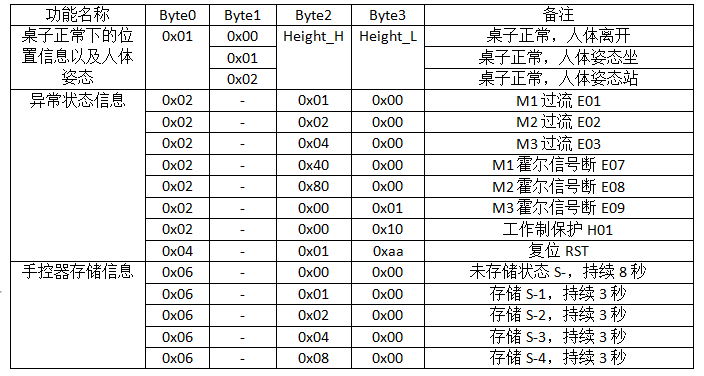 功能名称 Byte0 Byte1 Byte2 Byte3 备注
桌子正常下的位 0x01 0x00 Height_H Height_L 桌子正常，人体离开
置信息以及人体 0x01 桌子正常，人体姿态坐
姿态 0x02 桌子正常，人体姿态站
异常状态信息 0x02 - 0x01 0x00 M1 过流 E01
0x02 - 0x02 0x00 M2 过流 E02
0x02 - 0x04 0x00 M3 过流 E03
0x02 - 0x40 0x00 M1 霍尔信号断 E07
0x02 - 0x80 0x00 M2 霍尔信号断 E08
0x02 - 0x00 0x01 M3 霍尔信号断 E09
0x02 - 0x00 0x10 工作制保护 H01
0x04 - 0x01 0xaa 复位 RST
手控器存储信息 0x06 - 0x00 0x00 未存储状态 S-，持续 8 秒
0x06 - 0x01 0x00 存储 S-1，持续 3 秒
0x06 - 0x02 0x00 存储 S-2，持续 3 秒
0x06 - 0x04 0x00 存储 S-3，持续 3 秒
0x06 - 0x08 0x00 存储 S-4，持续 3 秒